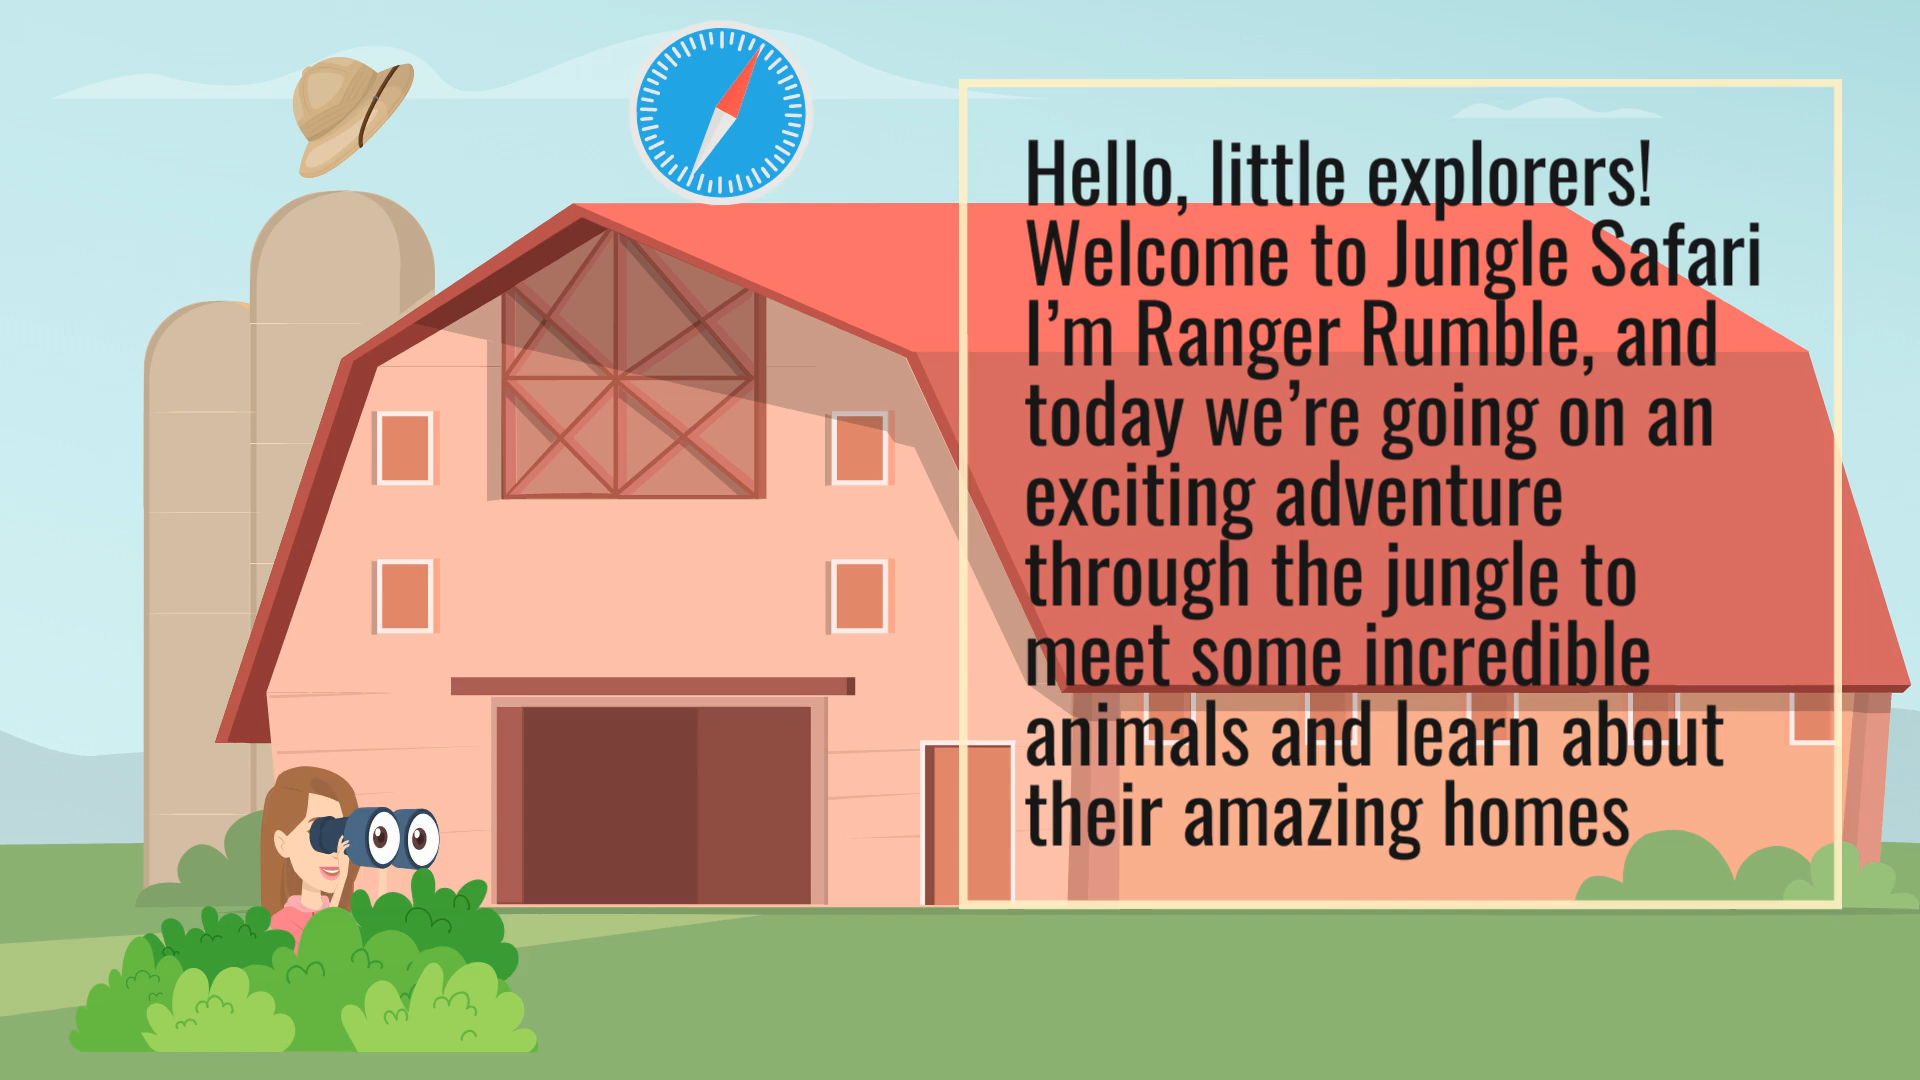 Hello, little explorers!
Welcome to Jungle Safari
I’m Ranger Rumble, and
today we’re going on an
exciting adventure
through the jungle to
meet some incredible
animals and learn about
their amazing homes